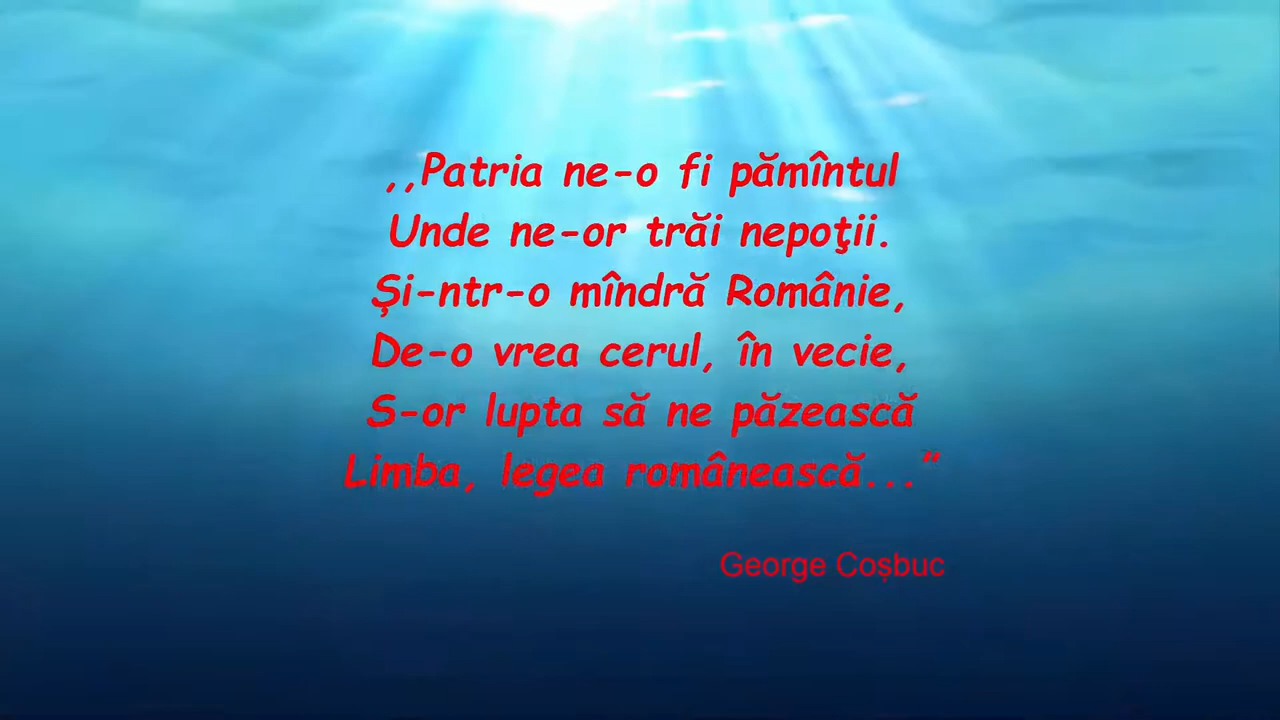 ,,Patria ne-o fi pămîntul
Unde ne-or trăi nepoţii.
Și-ntr-o mîndră Românie,
De-o vrea cerul, în vecie,
S-or lupta să ne păzească
Limba, legea românească...”
George Coșbuc